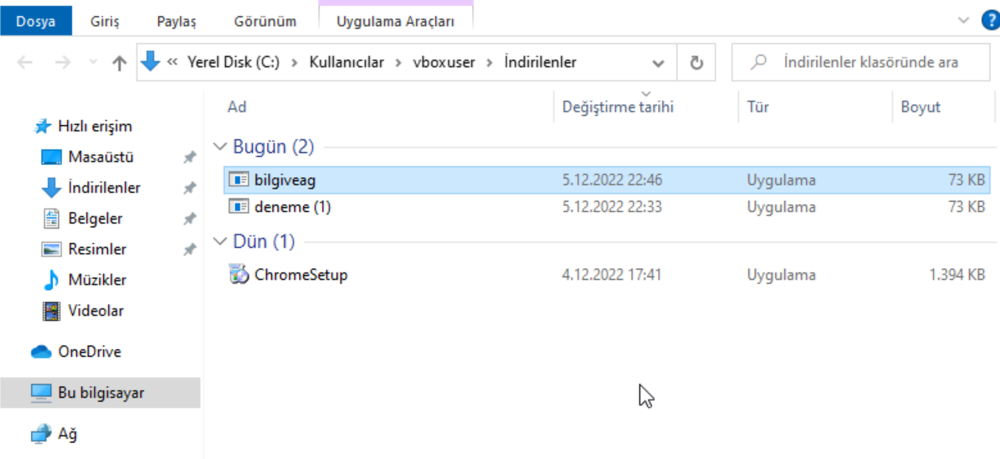 Dosya Giriş Paylaş Görünüm Uygulama Araçları ?
« Yerel Disk (C:) › Kullanıcılar › vboxuser › İndirilenler İndirilenler klasöründe ara
Ad Değiştirme tarihi Tür Boyut
Hızlı erişim
Masaüstü
İndirilenler
Belgeler
Resimler
Müzikler
Videolar
OneDrive
Bu bilgisayar
Ağ
Bugün (2)
bilgiveag 5.12.2022 22:46 Uygulama 73 KB
deneme (1) 5.12.2022 22:33 Uygulama 73 KB
Dün (1)
ChromeSetup 4.12.2022 17:41 Uygulama 1.394 KB